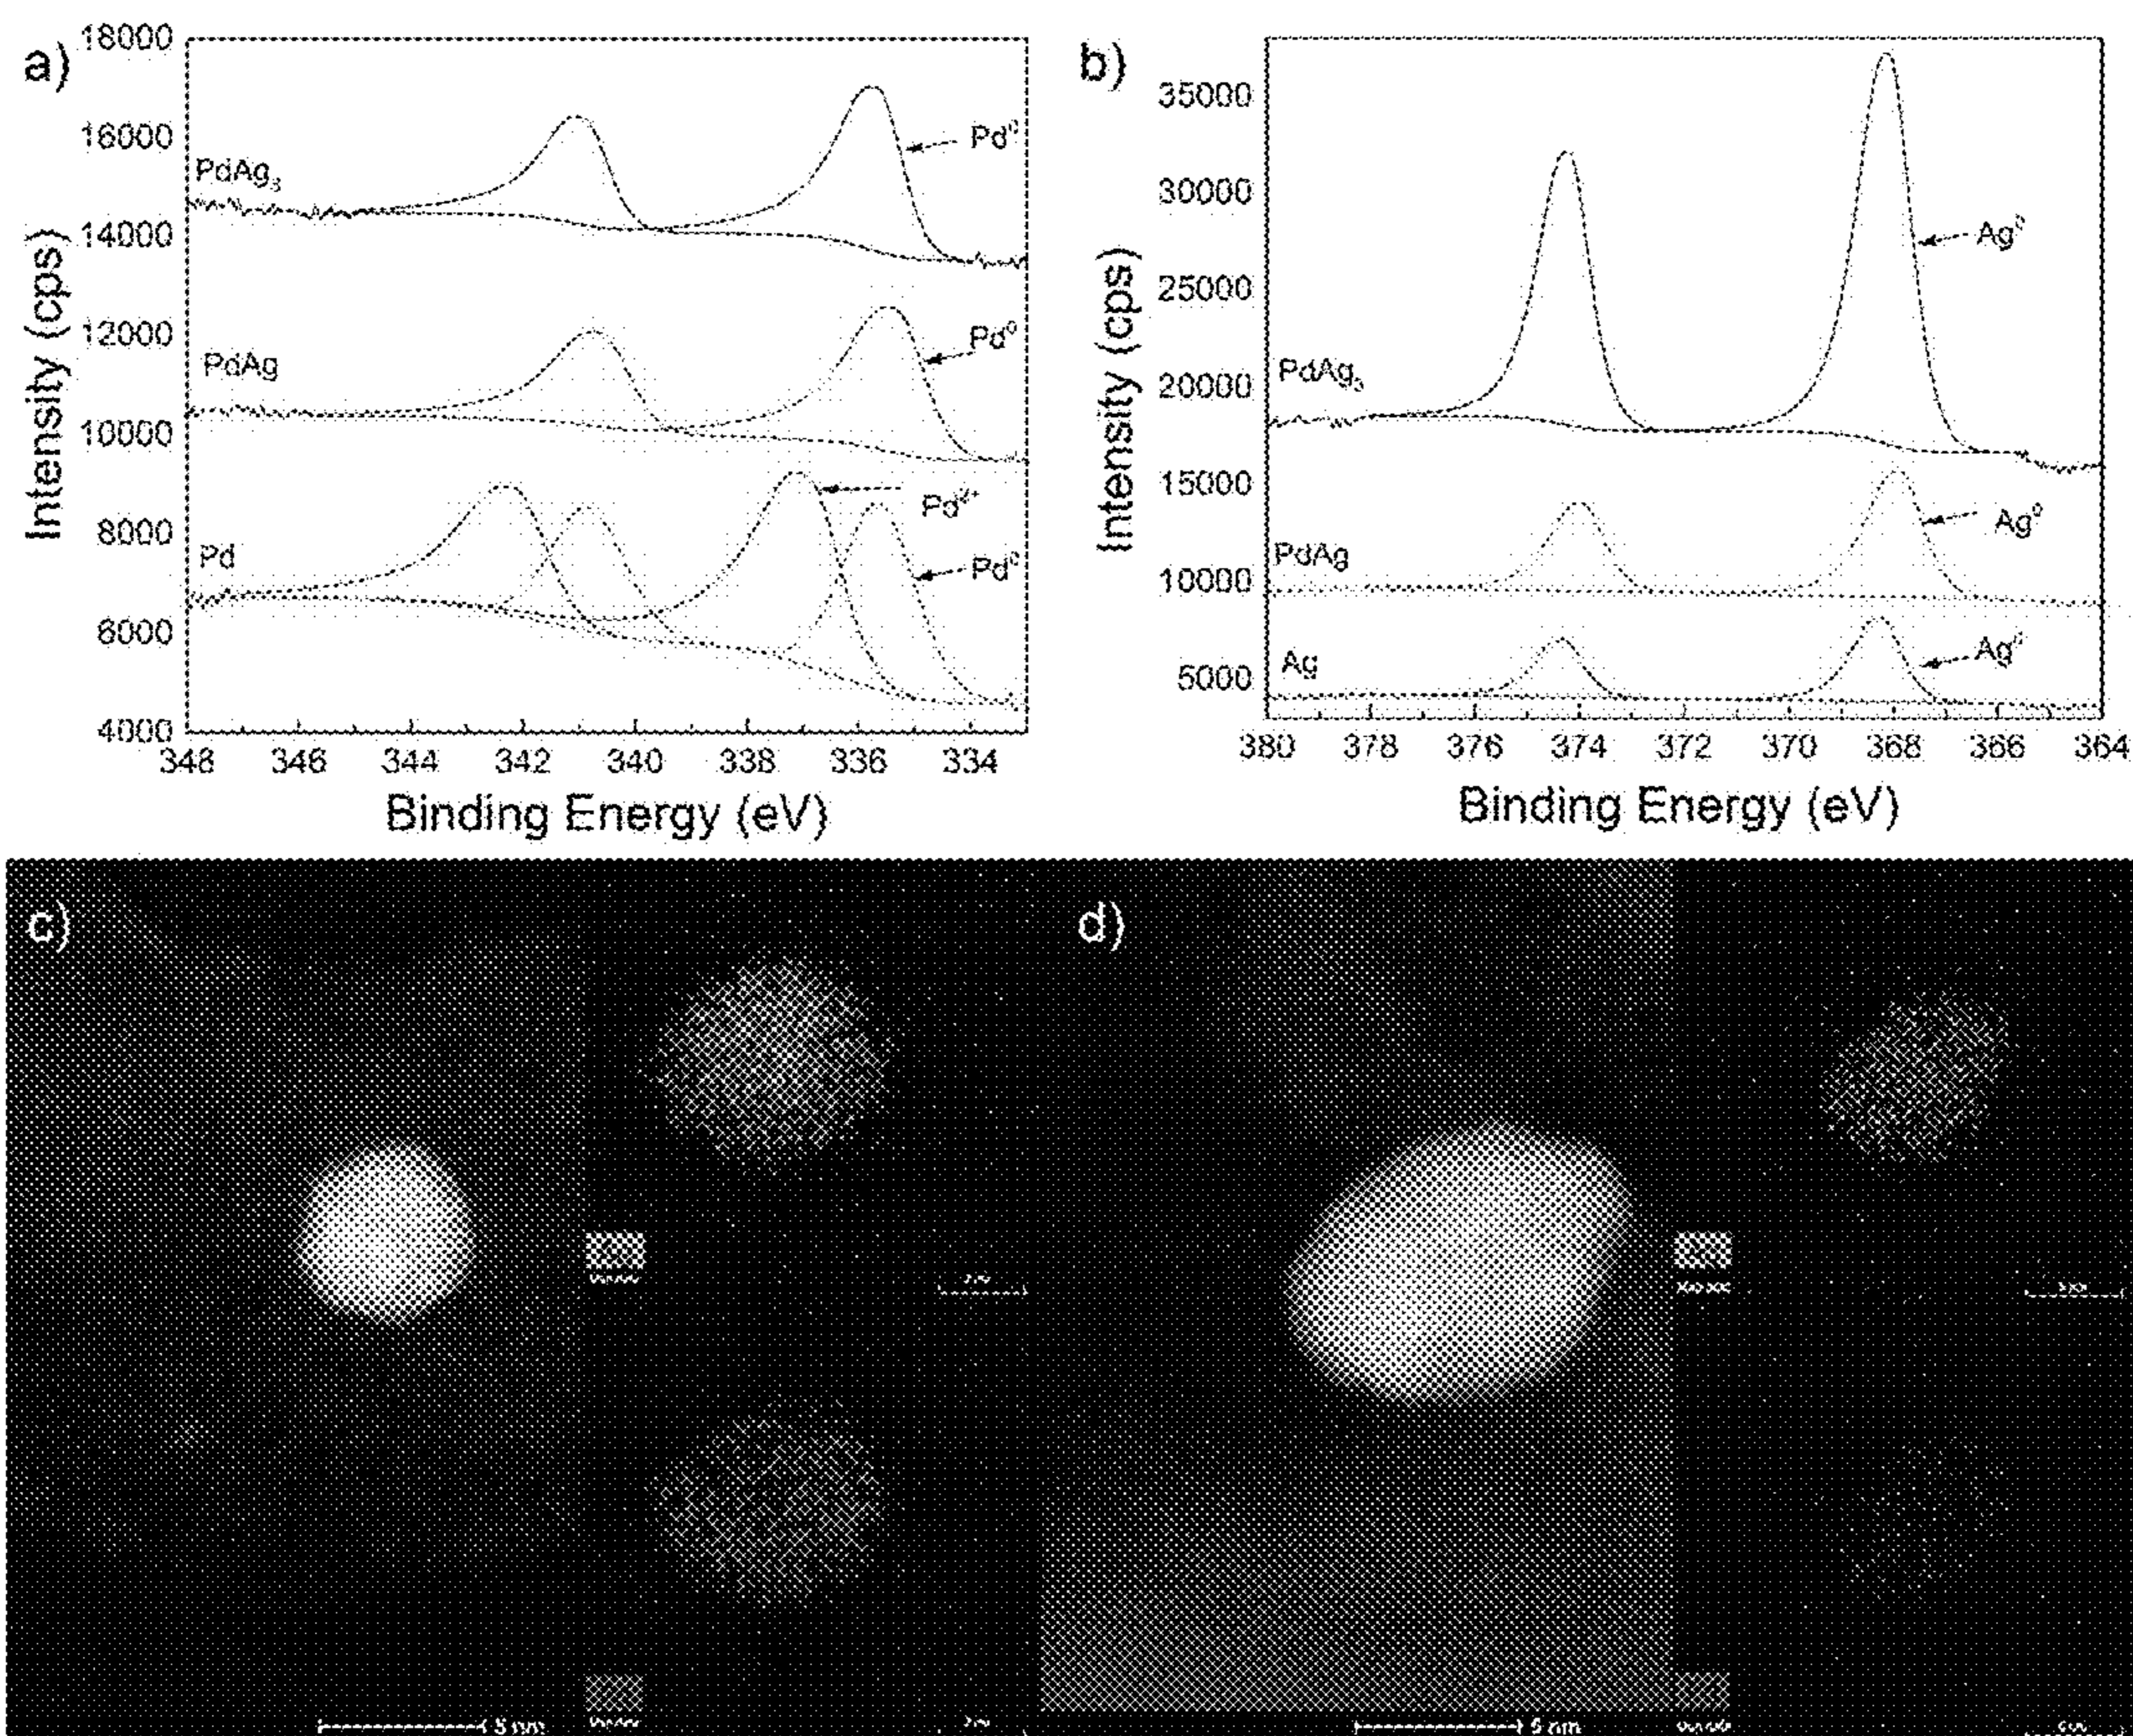 a)
18000
16000
14000
12000
10000
8000
6000
4000
Intensity (cps)
PdAg₃
Pd⁰
PdAg
Pd⁰
Pd
Pd²⁺
Pd⁰
348 346 344 342 340 338 336 334
Binding Energy (eV)
b)
35000
30000
25000
20000
15000
10000
5000
Intensity (cps)
PdAg₃
Ag⁰
PdAg
Ag⁰
Ag
Ag⁰
380 378 376 374 372 370 368 366 364
Binding Energy (eV)
c)
5 nm
d)
5 nm